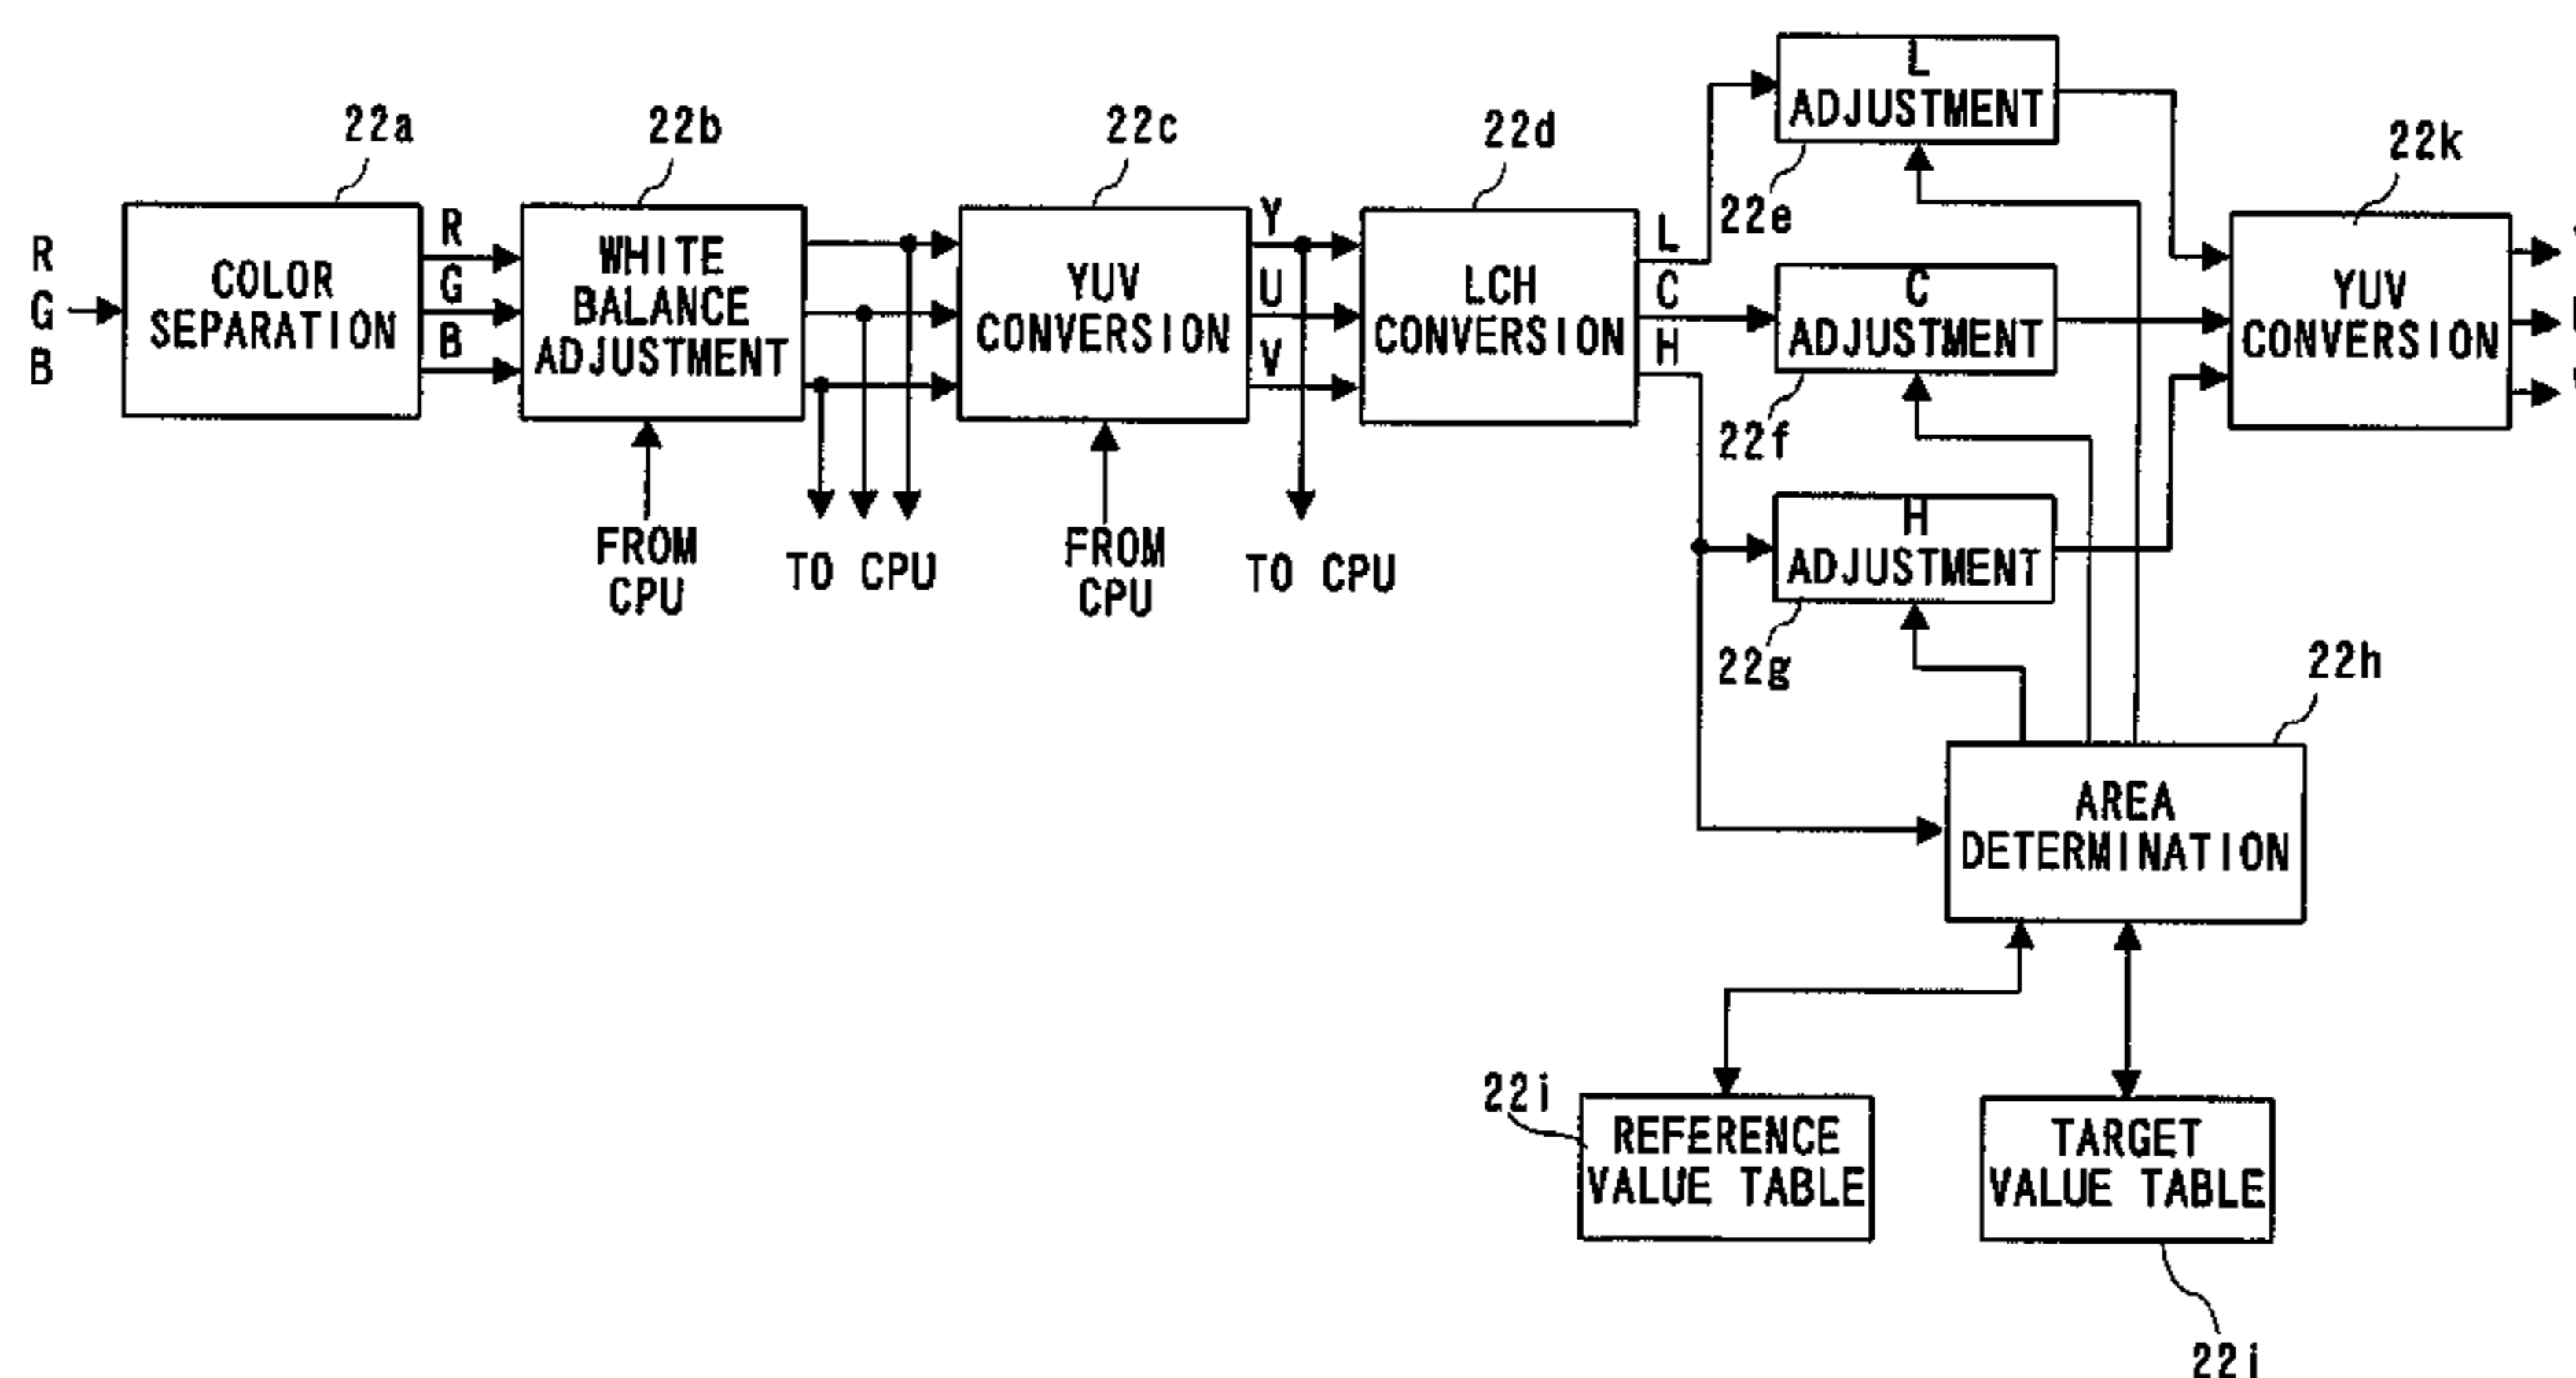 R
G
B
22a
COLOR
SEPARATION
R
G
B
22b
WHITE
BALANCE
ADJUSTMENT
FROM
CPU
TO CPU
22c
YUV
CONVERSION
FROM
CPU
Y
U
V
TO CPU
22d
LCH
CONVERSION
L
C
H
L
ADJUSTMENT
22e
C
ADJUSTMENT
22f
H
ADJUSTMENT
22g
22k
YUV
CONVERSION
22h
AREA
DETERMINATION
22i
REFERENCE
VALUE TABLE
TARGET
VALUE TABLE